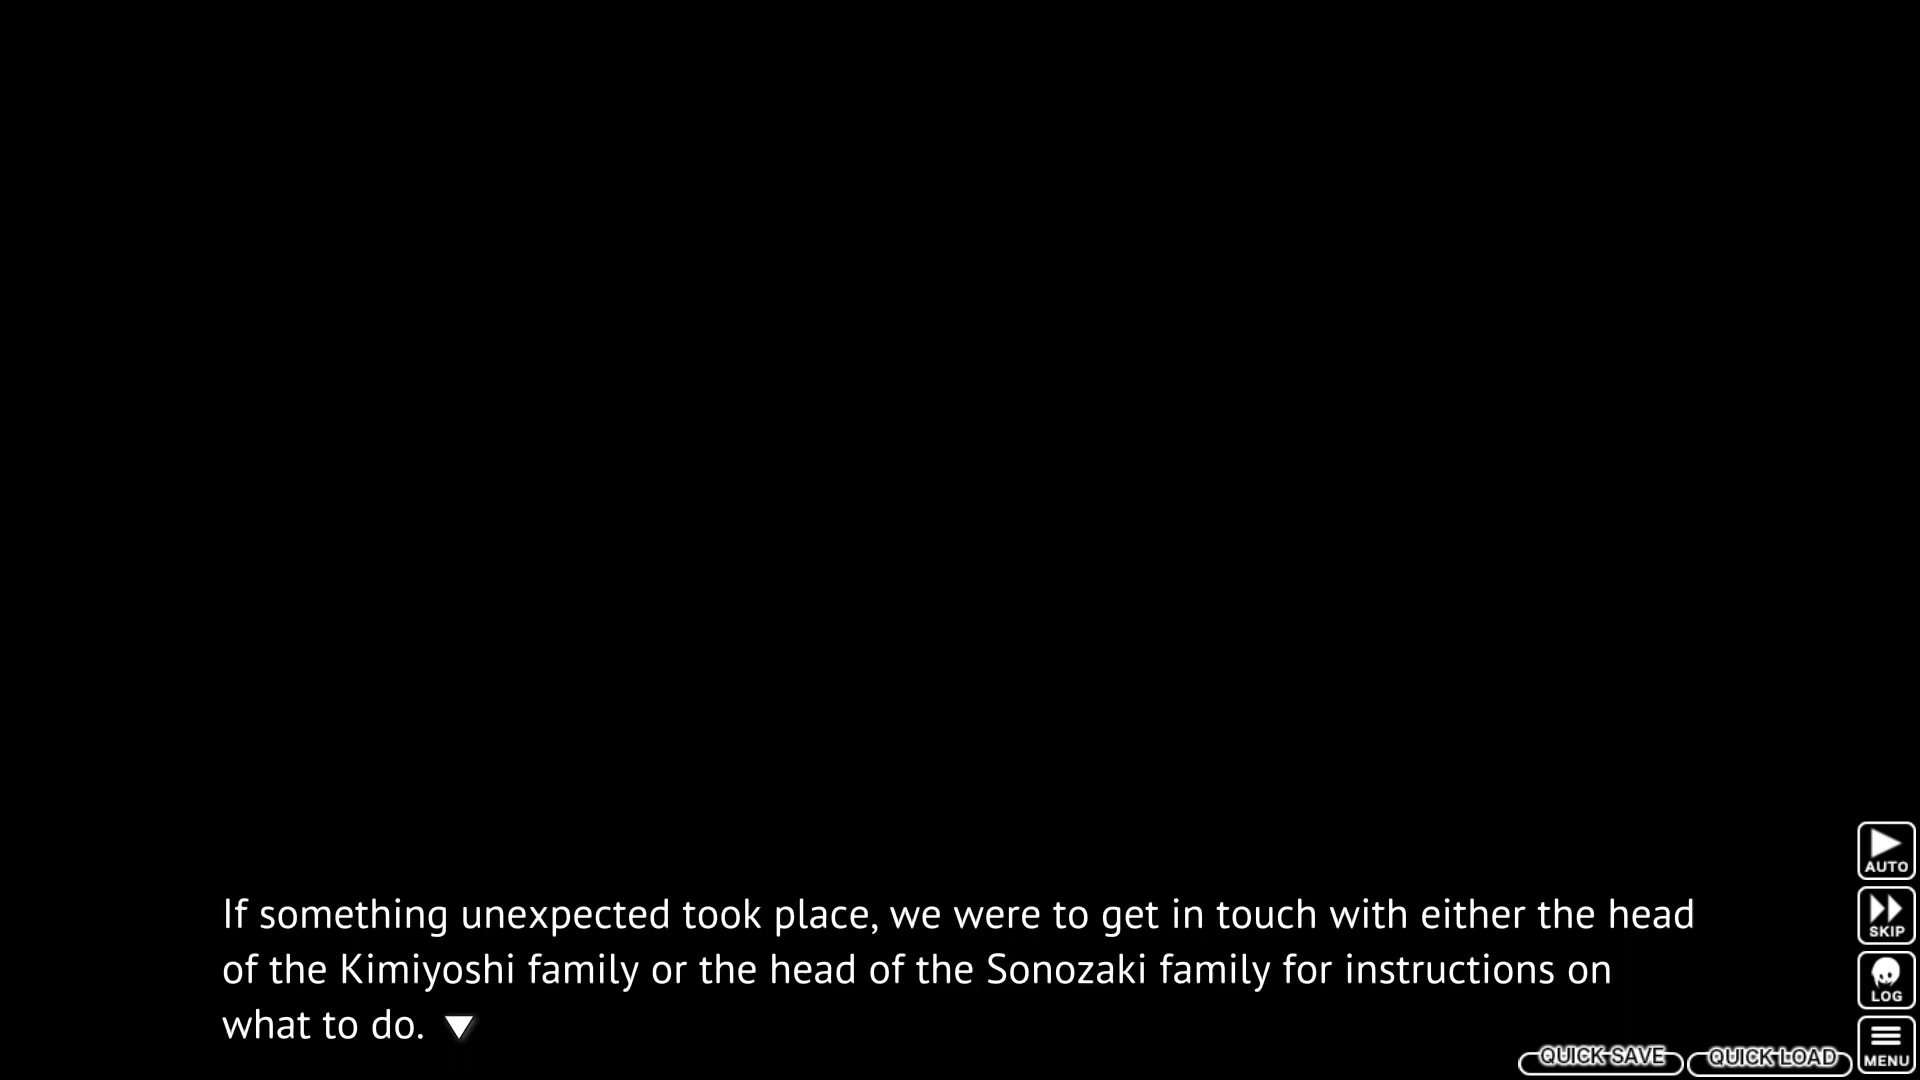 If something unexpected took place, we were to get in touch with either the head
of the Kimiyoshi family or the head of the Sonozaki family for instructions on
what to do.
AUTO
SKIP
LOG
MENU
QUICK SAVE
QUICK LOAD